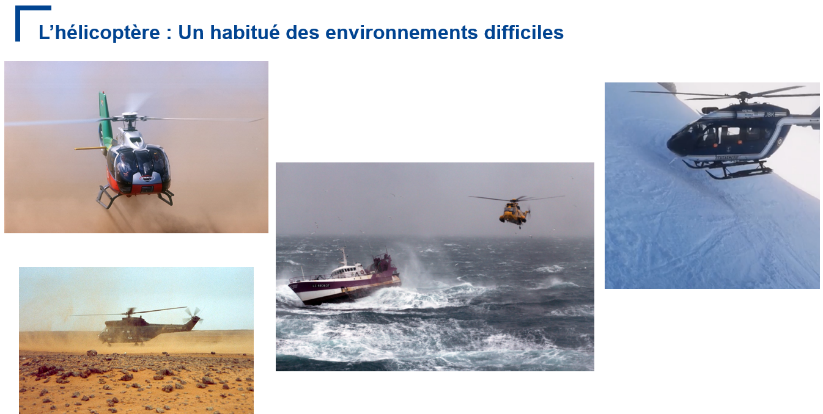 L’hélicoptère : Un habitué des environnements difficiles